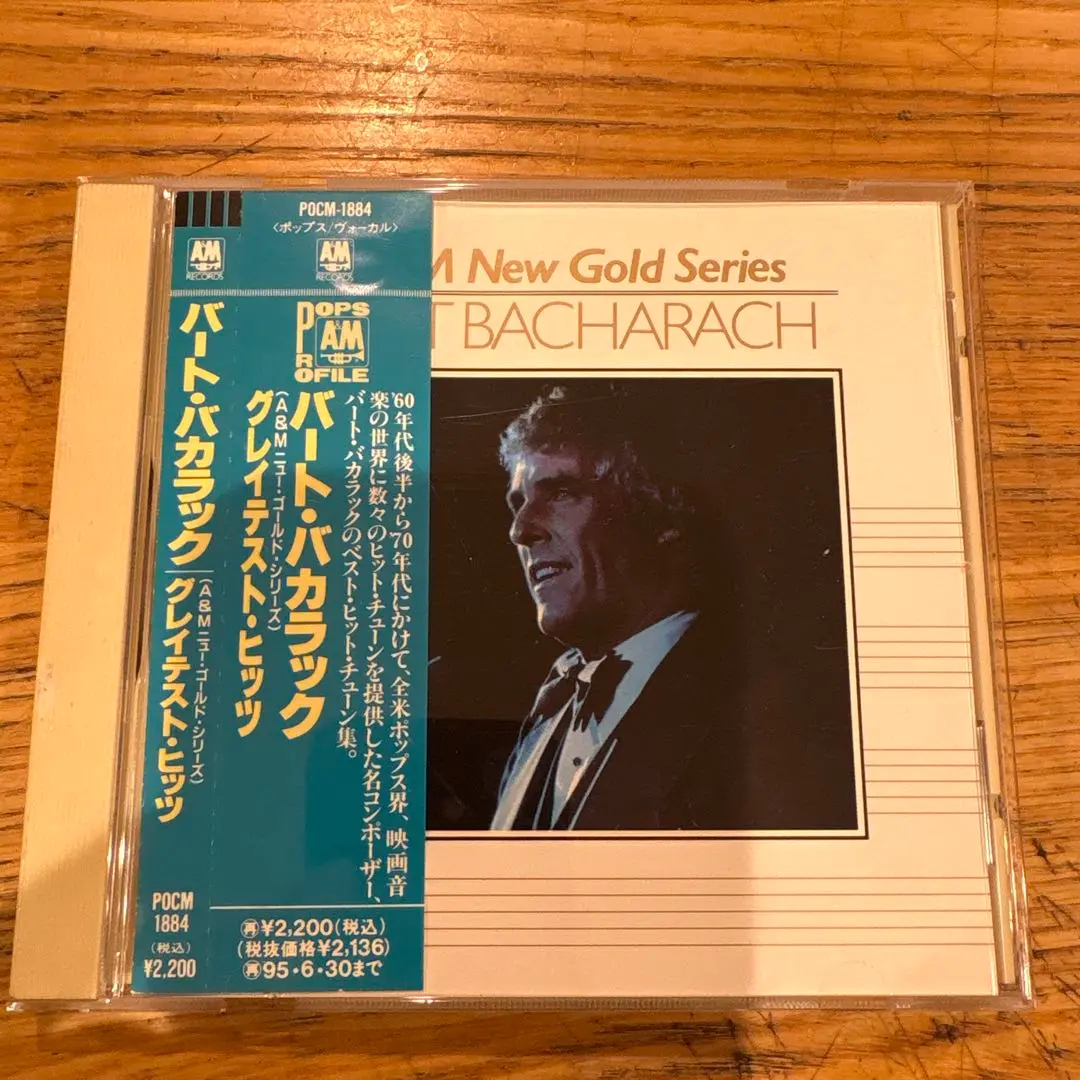 POCM-1884
〈ポップス/ヴォーカル〉
A&M
RECORDS
A&M
RECORDS
バート・バカラック
(A&Mニュー・ゴールド・シリーズ)
グレイテスト・ヒッツ
POCM
1884
(税込)
¥2,200
POPS
A&M
PROFILE
'60年代後半から'70年代にかけて、全米ポップス界、映画音
楽の世界に数々のヒット・チューンを提供した名コンポーザー、
バート・バカラックのベスト・ヒット・チューン集。
バート・バカラック
(A&Mニュー・ゴールド・シリーズ)
グレイテスト・ヒッツ
再¥2,200(税込)
(税抜価格¥2,136)
再95・6・30まで
M New Gold Series
T BACHARACH